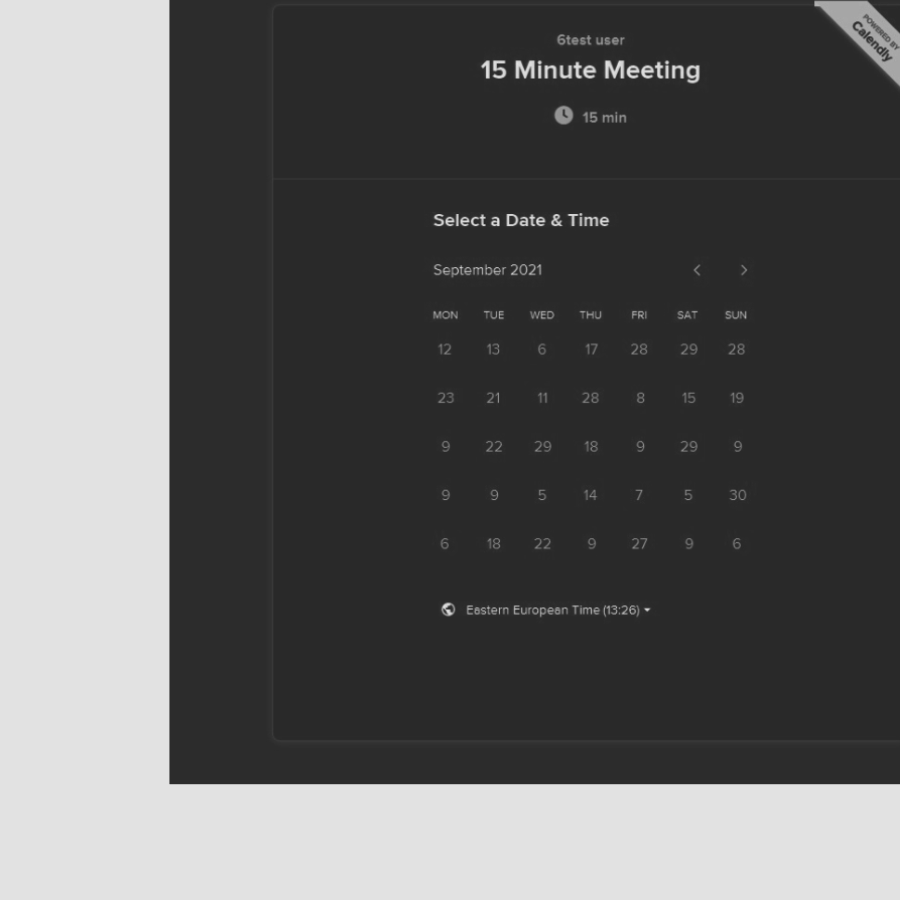 6test user
POWERED BY
Calendly
15 Minute Meeting
15 min
Select a Date & Time
September 2021
MON TUE WED THU FRI SAT SUN
12 13 6 17 28 29 28
23 21 11 28 8 15 19
9 22 29 18 9 29 9
9 9 5 14 7 5 30
6 18 22 9 27 9 6
Eastern European Time (13:26)